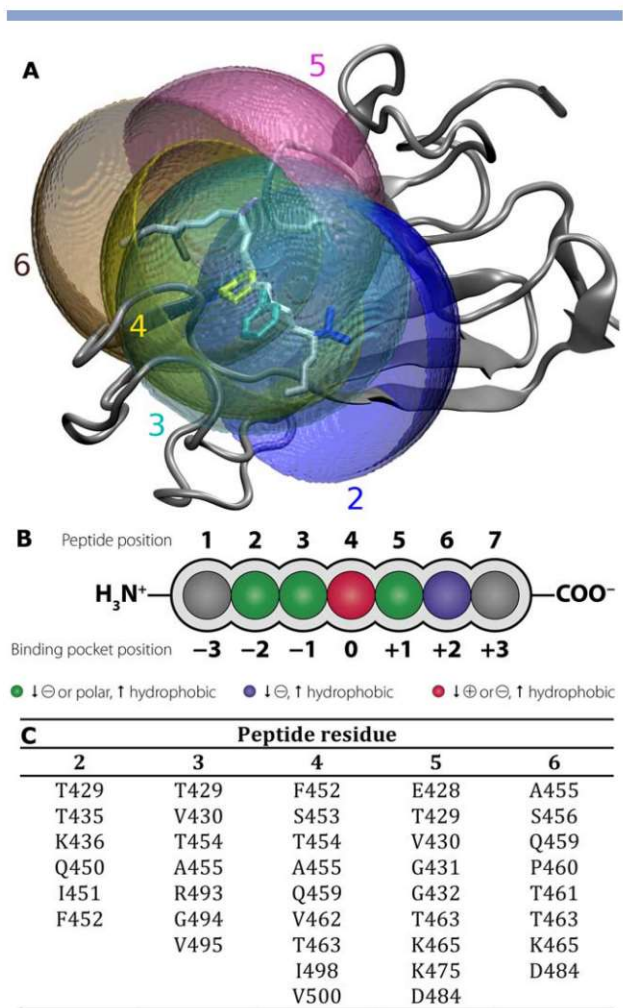 A
5
6
4
3
2
B Peptide position 1 2 3 4 5 6 7
H₃N⁺ COO⁻
Binding pocket position −3 −2 −1 0 +1 +2 +3
↓⊖ or polar, ↑ hydrophobic ↓⊖, ↑ hydrophobic ↓⊕ or ⊖, ↑ hydrophobic
C Peptide residue
2 3 4 5 6
T429 T429 F452 E428 A455
T435 V430 S453 T429 S456
K436 T454 T454 V430 Q459
Q450 A455 A455 G431 P460
I451 R493 Q459 G432 T461
F452 G494 V462 T463 T463
V495 T463 K465 K465
I498 K475 D484
V500 D484